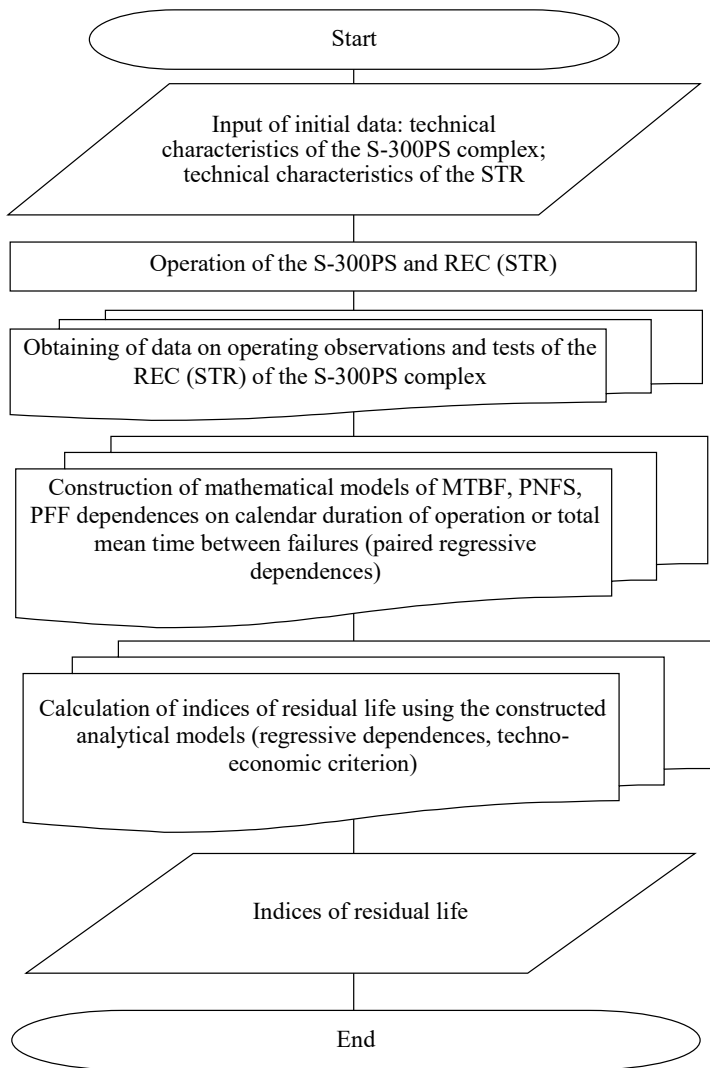 Start
Input of initial data: technical
characteristics of the S-300PS complex;
technical characteristics of the STR
Operation of the S-300PS and REC (STR)
Obtaining of data on operating observations and tests of the
REC (STR) of the S-300PS complex
Construction of mathematical models of MTBF, PNFS,
PFF dependences on calendar duration of operation or total
mean time between failures (paired regressive
dependences)
Calculation of indices of residual life using the constructed
analytical models (regressive dependences, techno-
economic criterion)
Indices of residual life
End